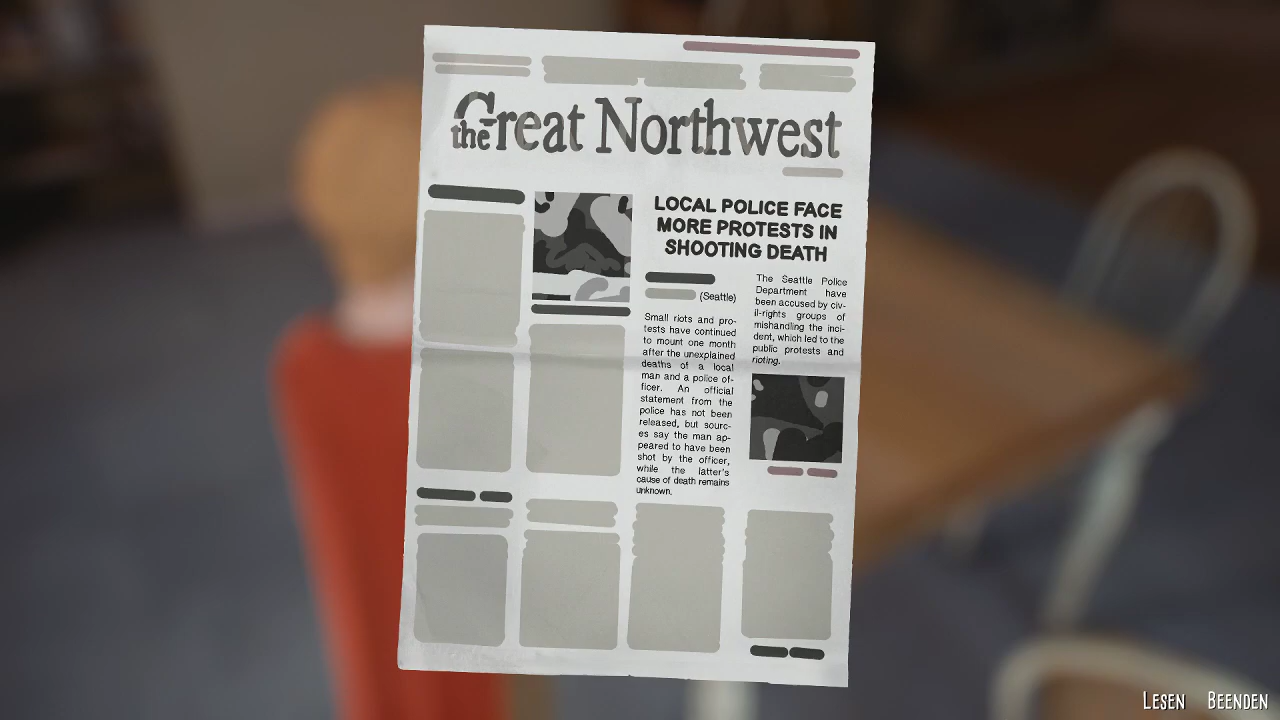 the Great Northwest
LOCAL POLICE FACE
MORE PROTESTS IN
SHOOTING DEATH
(Seattle)
Small riots and pro-
tests have continued
to mount one month
after the unexplained
deaths of a local
man and a police of-
ficer. An official
statement from the
police has not been
released, but sourc-
es say the man ap-
peared to have been
shot by the officer,
while the latter's
cause of death remains
unknown.
The Seattle Police
Department have
been accused by civ-
il-rights groups of
mishandling the inci-
dent, which led to the
public protests and
rioting.
LESEN BEENDEN